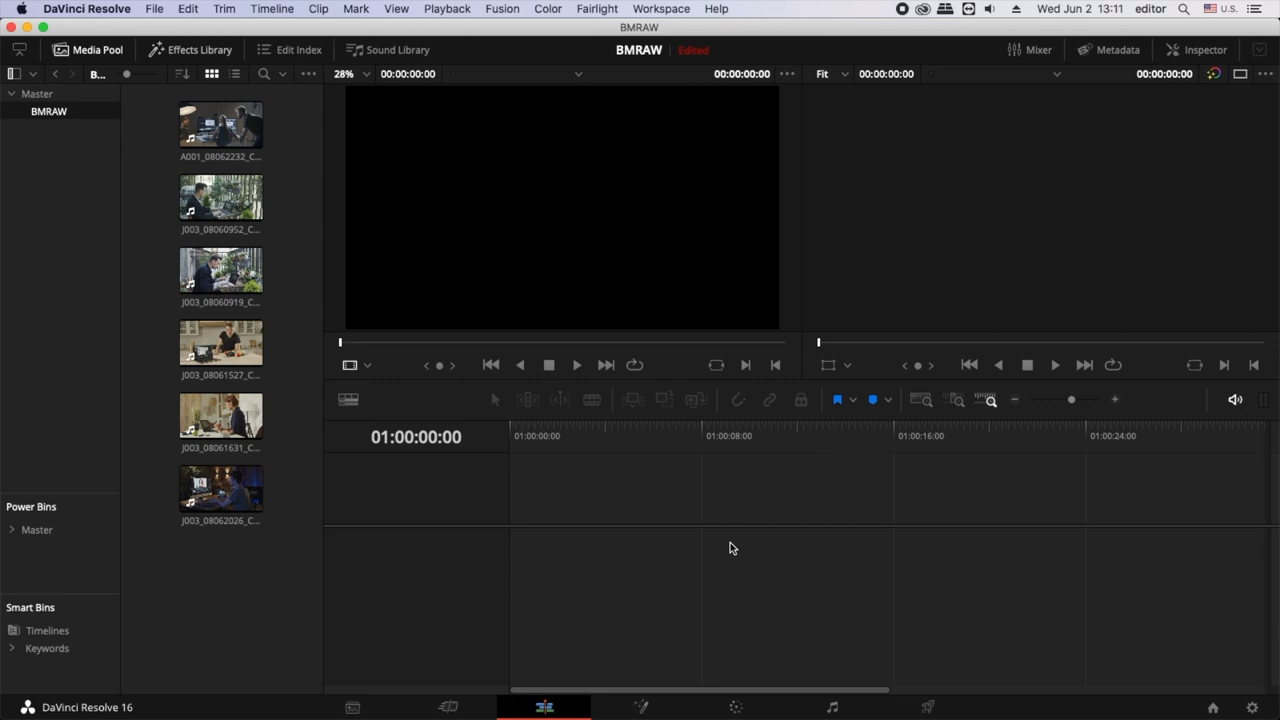 DaVinci Resolve File Edit Trim Timeline Clip Mark View Playback Fusion Color Fairlight Workspace Help Wed Jun 2 13:11 editor U.S.
BMRAW
Media Pool Effects Library Edit Index Sound Library BMRAW Edited Mixer Metadata Inspector
B... 28% 00:00:00:00 00:00:00:00 Fit 00:00:00:00 00:00:00:00
Master
BMRAW
A001_08062232_C...
J003_08060952_C...
J003_08060919_C...
J003_08061527_C...
J003_08061631_C...
J003_08062026_C...
01:00:00:00 01:00:00:00 01:00:08:00 01:00:16:00 01:00:24:00
Power Bins
Master
Smart Bins
Timelines
Keywords
DaVinci Resolve 16